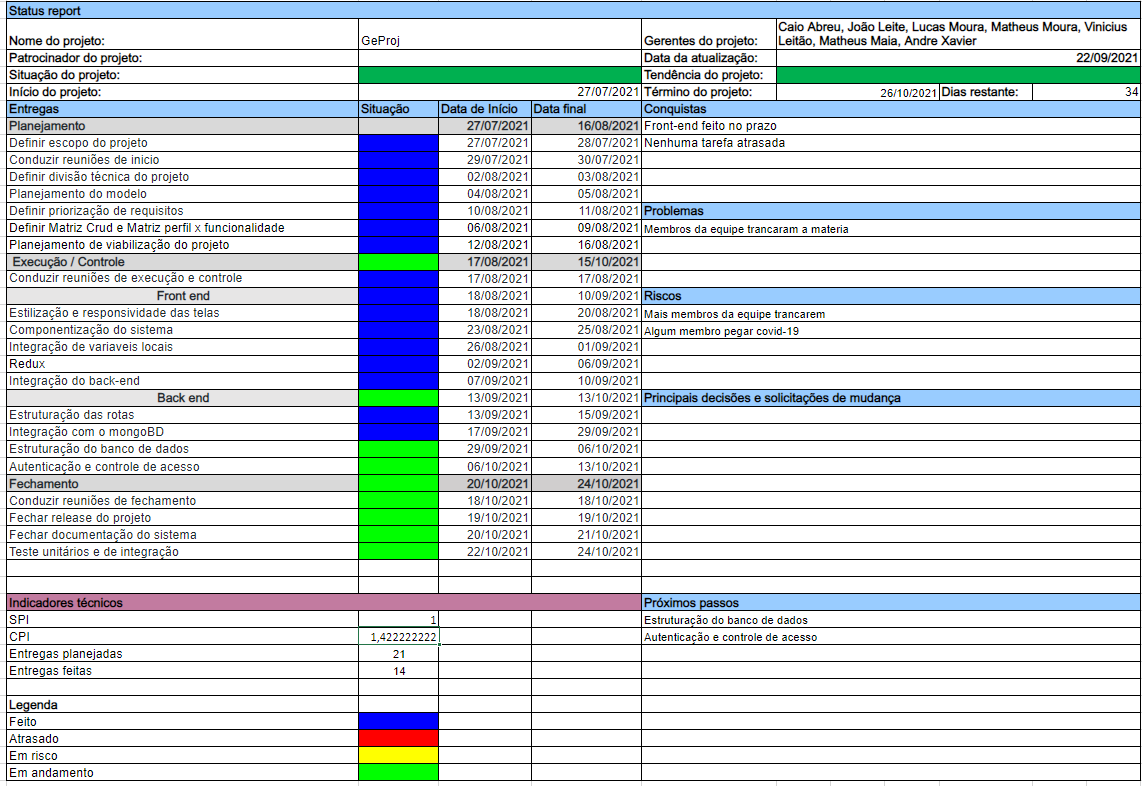 Status report
Nome do projeto: GeProj Gerentes do projeto: Caio Abreu, João Leite, Lucas Moura, Matheus Moura, Vinicius
Leitão, Matheus Maia, Andre Xavier
Patrocinador do projeto: Data da atualização: 22/09/2021
Situação do projeto: Tendência do projeto:
Início do projeto: 27/07/2021 Término do projeto: 26/10/2021 Dias restante: 34
Entregas Situação Data de Início Data final Conquistas
Planejamento 27/07/2021 16/08/2021 Front-end feito no prazo
Definir escopo do projeto 27/07/2021 28/07/2021 Nenhuma tarefa atrasada
Conduzir reuniões de inicio 29/07/2021 30/07/2021
Definir divisão técnica do projeto 02/08/2021 03/08/2021
Planejamento do modelo 04/08/2021 05/08/2021
Definir priorização de requisitos 10/08/2021 11/08/2021 Problemas
Definir Matriz Crud e Matriz perfil x funcionalidade 06/08/2021 09/08/2021 Membros da equipe trancaram a materia
Planejamento de viabilização do projeto 12/08/2021 16/08/2021
Execução / Controle 17/08/2021 15/10/2021
Conduzir reuniões de execução e controle 17/08/2021 17/08/2021
Front end 18/08/2021 10/09/2021 Riscos
Estilização e responsividade das telas 18/08/2021 20/08/2021 Mais membros da equipe trancarem
Componentização do sistema 23/08/2021 25/08/2021 Algum membro pegar covid-19
Integração de variaveis locais 26/08/2021 01/09/2021
Redux 02/09/2021 06/09/2021
Integração do back-end 07/09/2021 10/09/2021
Back end 13/09/2021 13/10/2021 Principais decisões e solicitações de mudança
Estruturação das rotas 13/09/2021 15/09/2021
Integração com o mongoBD 17/09/2021 29/09/2021
Estruturação do banco de dados 29/09/2021 06/10/2021
Autenticação e controle de acesso 06/10/2021 13/10/2021
Fechamento 20/10/2021 24/10/2021
Conduzir reuniões de fechamento 18/10/2021 18/10/2021
Fechar release do projeto 19/10/2021 19/10/2021
Fechar documentação do sistema 20/10/2021 21/10/2021
Teste unitários e de integração 22/10/2021 24/10/2021
Indicadores técnicos Próximos passos
SPI 1 Estruturação do banco de dados
CPI 1,422222222 Autenticação e controle de acesso
Entregas planejadas 21
Entregas feitas 14
Legenda
Feito
Atrasado
Em risco
Em andamento